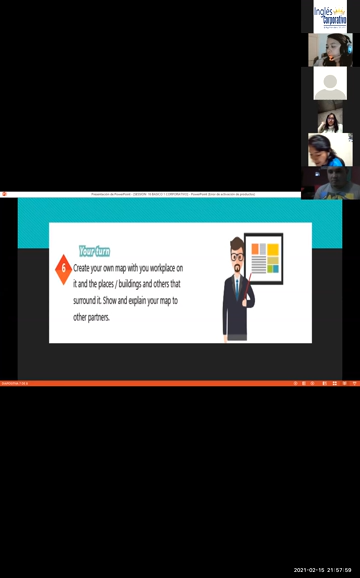 Inglés
Corporativo
Your turn
6
Create your own map with you workplace on
it and the places / buildings and others that
surround it. Show and explain your map to
other partners.
2021-02-15 21:57:59